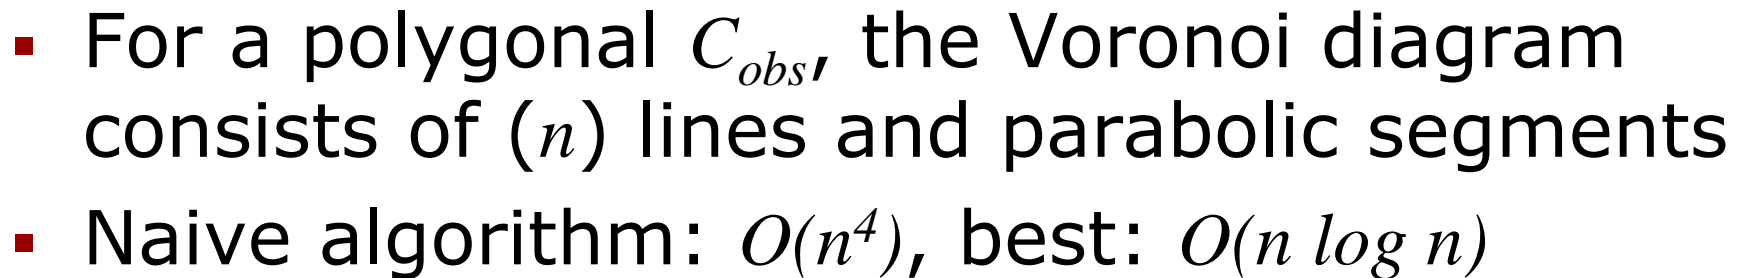 ▪ For a polygonal C_obs, the Voronoi diagram
consists of (n) lines and parabolic segments
▪ Naive algorithm: O(n⁴), best: O(n log n)